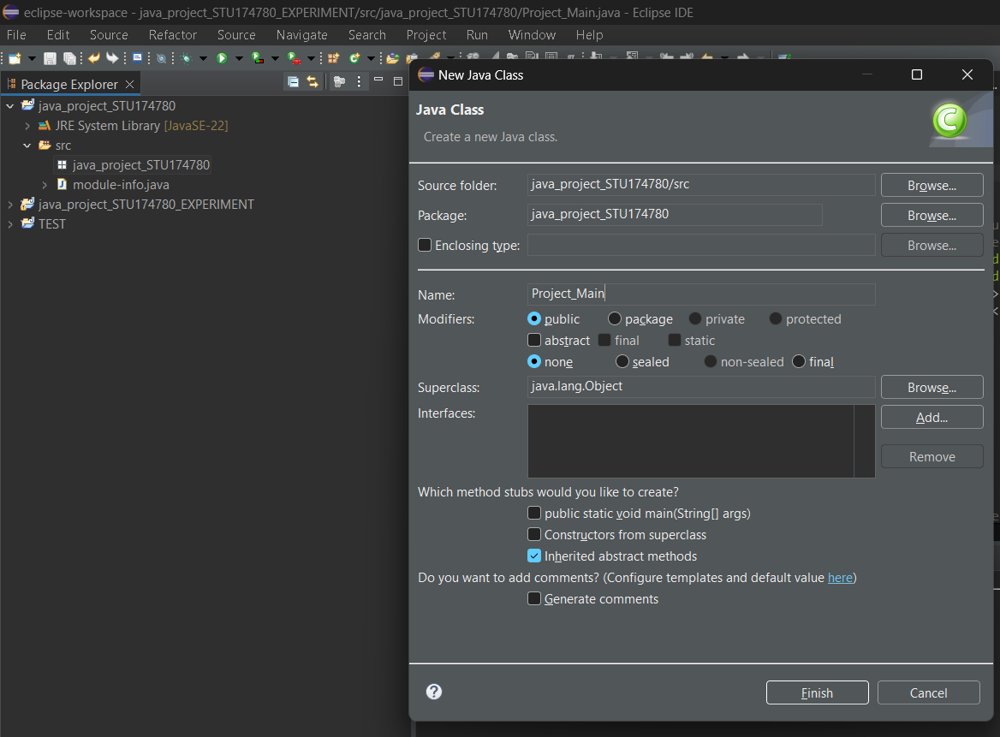 eclipse-workspace - java_project_STU174780_EXPERIMENT/src/java_project_STU174780/Project_Main.java - Eclipse IDE
File Edit Source Refactor Source Navigate Search Project Run Window Help
Package Explorer
java_project_STU174780
JRE System Library [JavaSE-22]
src
java_project_STU174780
module-info.java
java_project_STU174780_EXPERIMENT
TEST
New Java Class
Java Class
Create a new Java class.
Source folder: java_project_STU174780/src Browse...
Package: java_project_STU174780 Browse...
Enclosing type: Browse...
Name: Project_Main
Modifiers: public package private protected
abstract final static
none sealed non-sealed final
Superclass: java.lang.Object Browse...
Interfaces: Add...
Remove
Which method stubs would you like to create?
public static void main(String[] args)
Constructors from superclass
Inherited abstract methods
Do you want to add comments? (Configure templates and default value here)
Generate comments
Finish Cancel